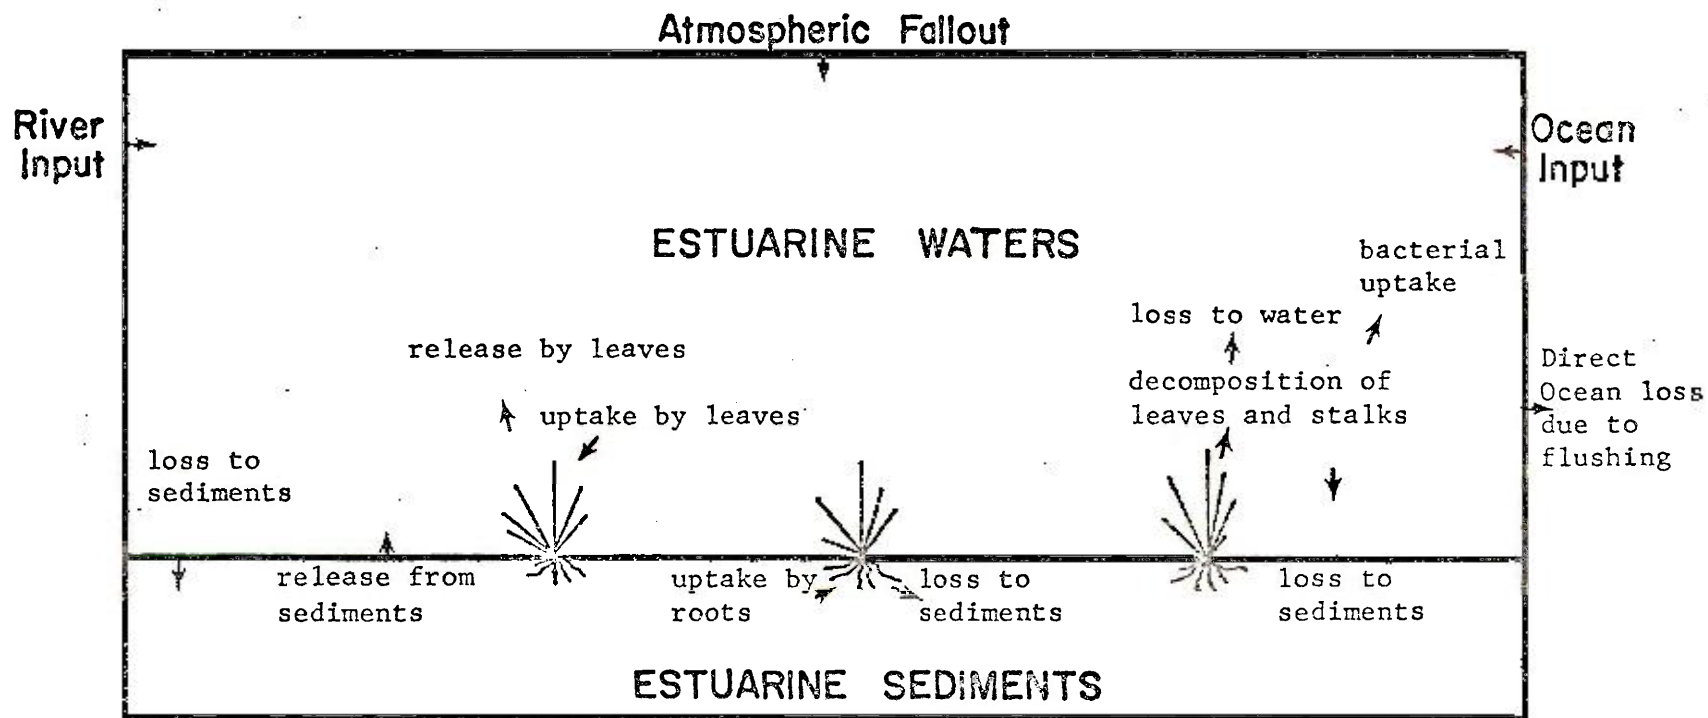 Atmospheric Fallout
River
Input
Ocean
Input
ESTUARINE WATERS
bacterial
uptake
loss to water
release by leaves
decomposition of
leaves and stalks
uptake by leaves
Direct
Ocean loss
due to
flushing
loss to
sediments
release from
sediments
uptake by
roots
loss to
sediments
loss to
sediments
ESTUARINE SEDIMENTS